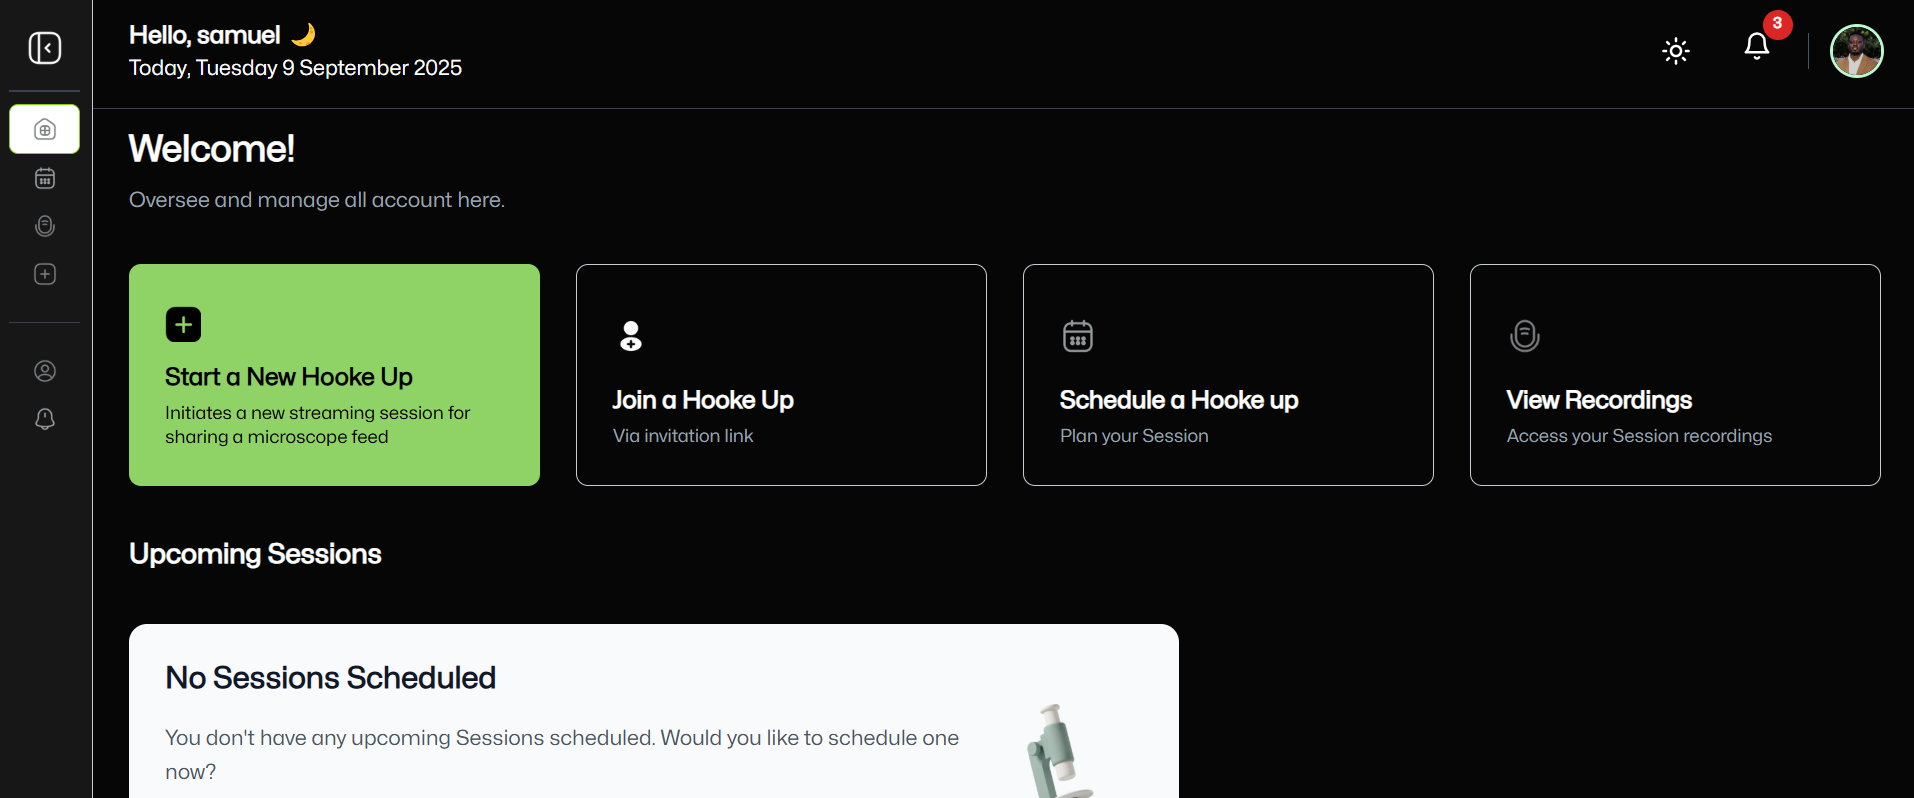 Hello, samuel 🌙
Today, Tuesday 9 September 2025
3
Welcome!
Oversee and manage all account here.
Start a New Hooke Up
Initiates a new streaming session for
sharing a microscope feed
Join a Hooke Up
Via invitation link
Schedule a Hooke up
Plan your Session
View Recordings
Access your Session recordings
Upcoming Sessions
No Sessions Scheduled
You don't have any upcoming Sessions scheduled. Would you like to schedule one
now?